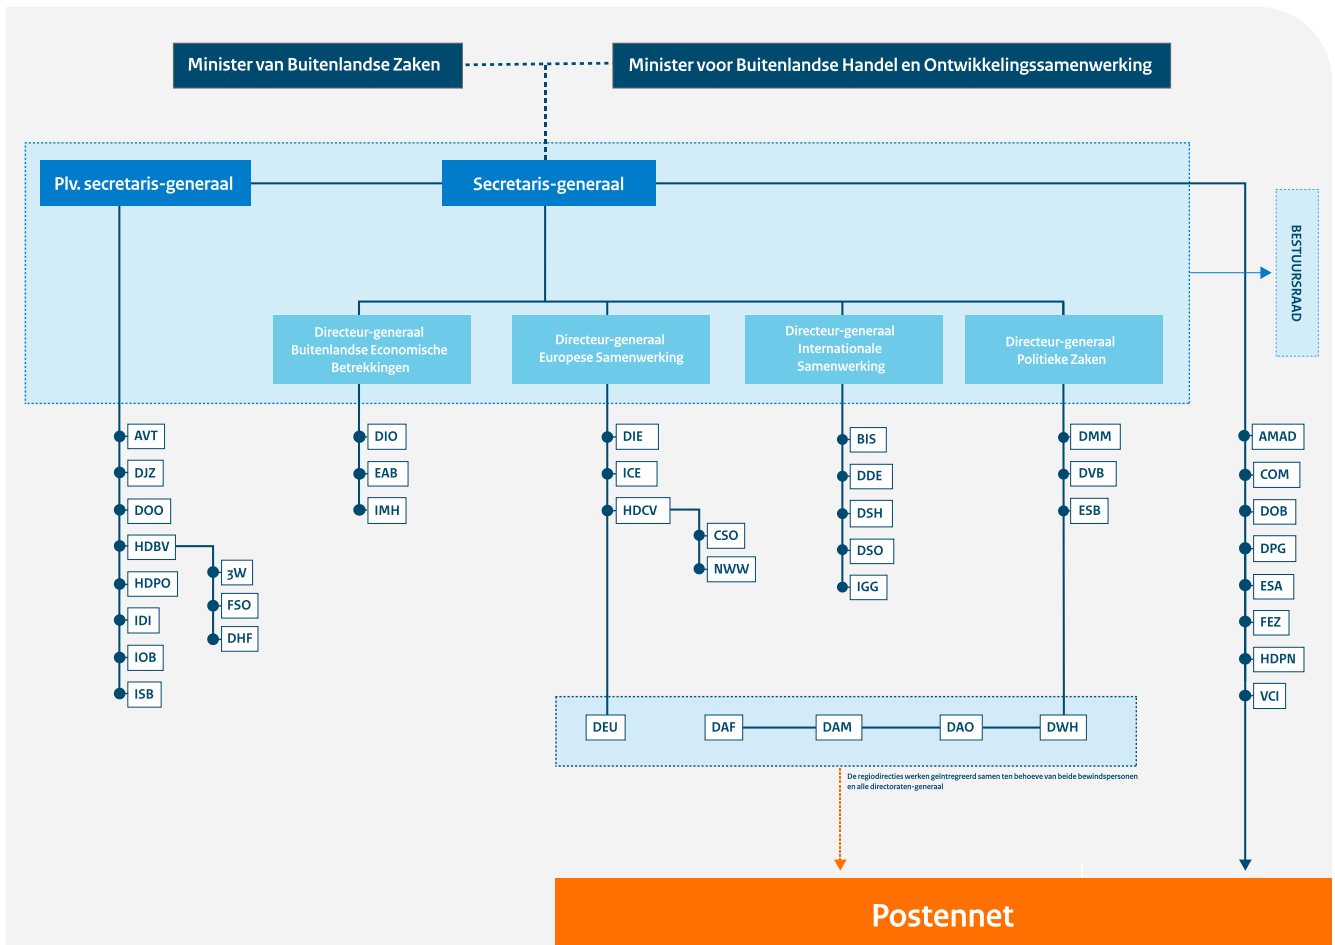 Minister van Buitenlandse Zaken
Minister voor Buitenlandse Handel en Ontwikkelingssamenwerking
Plv. secretaris-generaal
Secretaris-generaal
BESTUURSRAAD
Directeur-generaal
Buitenlandse Economische
Betrekkingen
Directeur-generaal
Europese Samenwerking
Directeur-generaal
Internationale
Samenwerking
Directeur-generaal
Politieke Zaken
AVT
DJZ
DOO
HDBV
HDPO
IDI
IOB
ISB
3W
FSO
DHF
DIO
EAB
IMH
DIE
ICE
HDCV
CSO
NWW
BIS
DDE
DSH
DSO
IGG
DMM
DVB
ESB
AMAD
COM
DOB
DPG
ESA
FEZ
HDPN
VCI
DEU
DAF
DAM
DAO
DWH
De regiodirecties werken geïntregreerd samen ten behoeve van beide bewindspersonen
en alle directoraten-generaal
Postennet